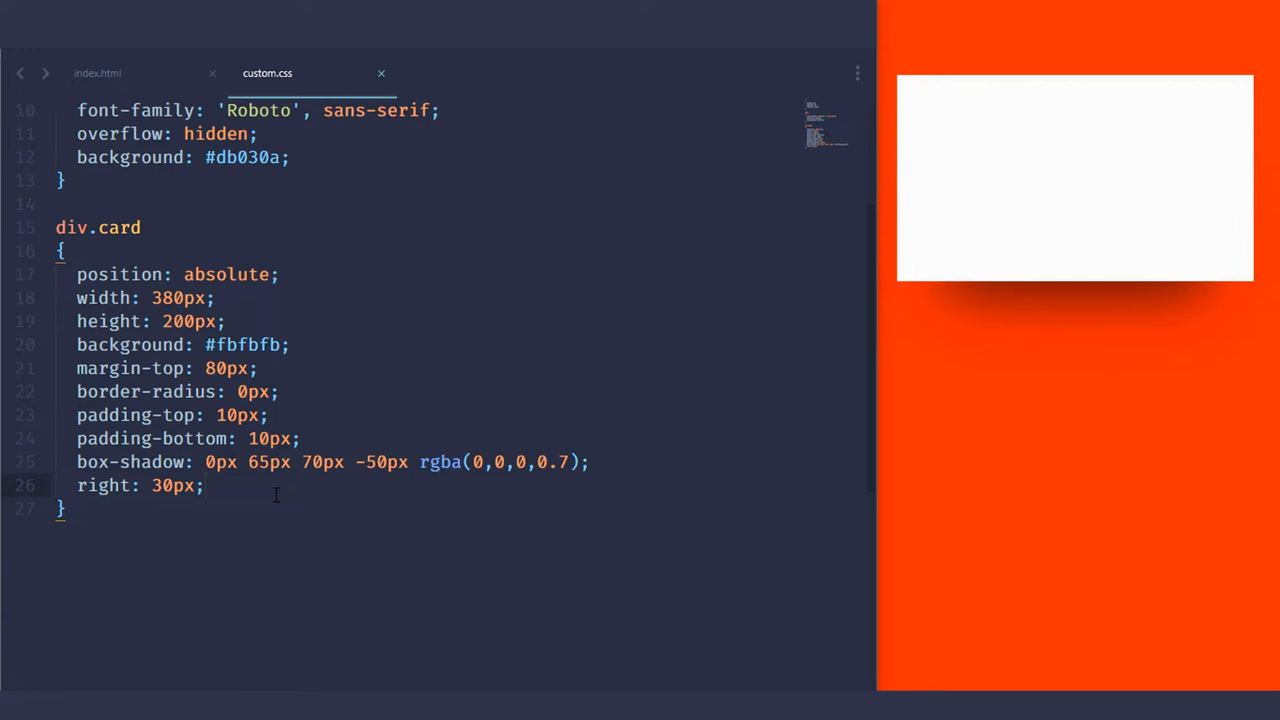 index.html
custom.css
10 font-family: 'Roboto', sans-serif;
11 overflow: hidden;
12 background: #db030a;
13 }
14
15 div.card
16 {
17 position: absolute;
18 width: 380px;
19 height: 200px;
20 background: #fbfbfb;
21 margin-top: 80px;
22 border-radius: 0px;
23 padding-top: 10px;
24 padding-bottom: 10px;
25 box-shadow: 0px 65px 70px -50px rgba(0,0,0,0.7);
26 right: 30px;
27 }